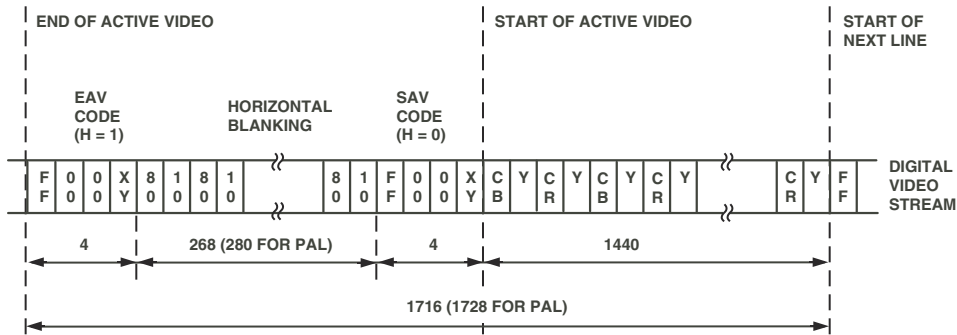 END OF ACTIVE VIDEO
START OF ACTIVE VIDEO
START OF
NEXT LINE
EAV
CODE
(H = 1)
HORIZONTAL
BLANKING
SAV
CODE
(H = 0)
F 0 0 X 8 1 8 1 8 1 F 0 0 X C Y C Y C Y C Y C Y F
F 0 0 Y 0 0 0 0 0 0 F 0 0 Y B R B R R F
DIGITAL
VIDEO
STREAM
4 268 (280 FOR PAL) 4 1440
1716 (1728 FOR PAL)